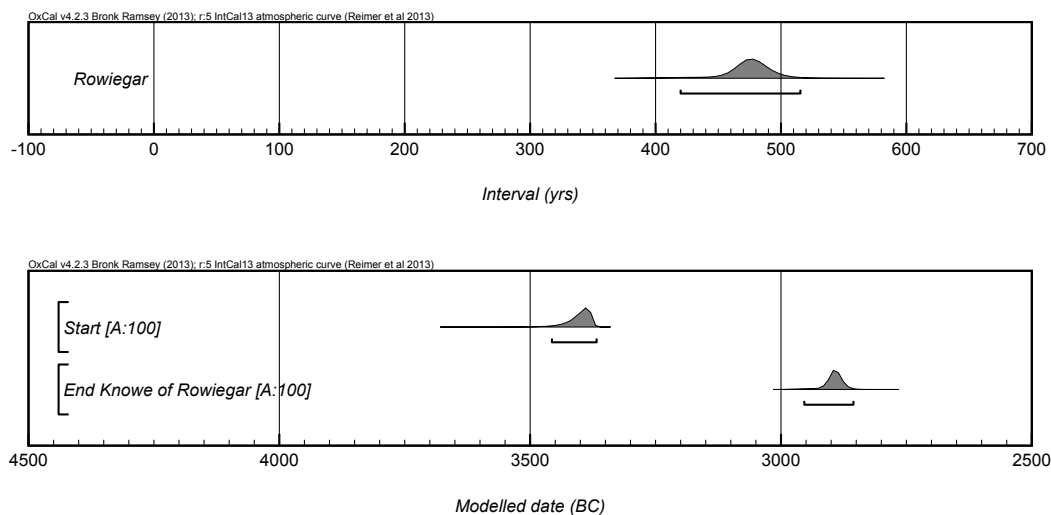 OxCal v4.2.3 Bronk Ramsey (2013); r:5 IntCal13 atmospheric curve (Reimer et al 2013)
Rowiegar
-100 0 100 200 300 400 500 600 700
Interval (yrs)
OxCal v4.2.3 Bronk Ramsey (2013); r:5 IntCal13 atmospheric curve (Reimer et al 2013)
Start [A:100]
End Knowe of Rowiegar [A:100]
4500 4000 3500 3000 2500
Modelled date (BC)